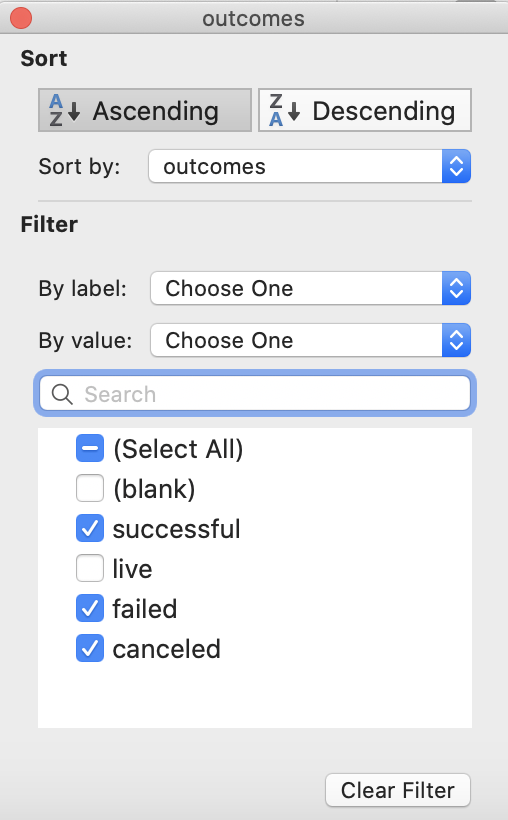 outcomes
Sort
A Z Ascending Z A Descending
Sort by: outcomes
Filter
By label: Choose One
By value: Choose One
Search
(Select All)
(blank)
successful
live
failed
canceled
Clear Filter